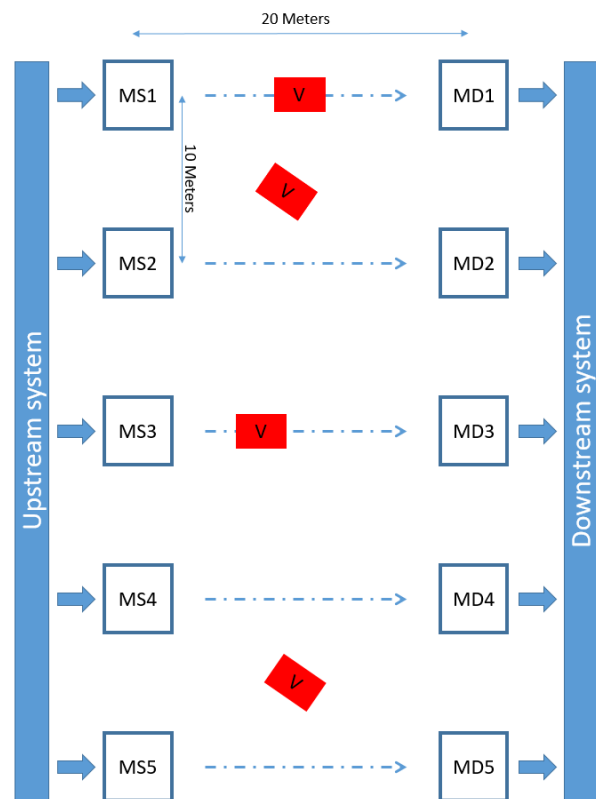 20 Meters
MS1
V
MD1
10 Meters
V
MS2
MD2
Upstream system
Downstream system
MS3
V
MD3
MS4
MD4
V
MS5
MD5